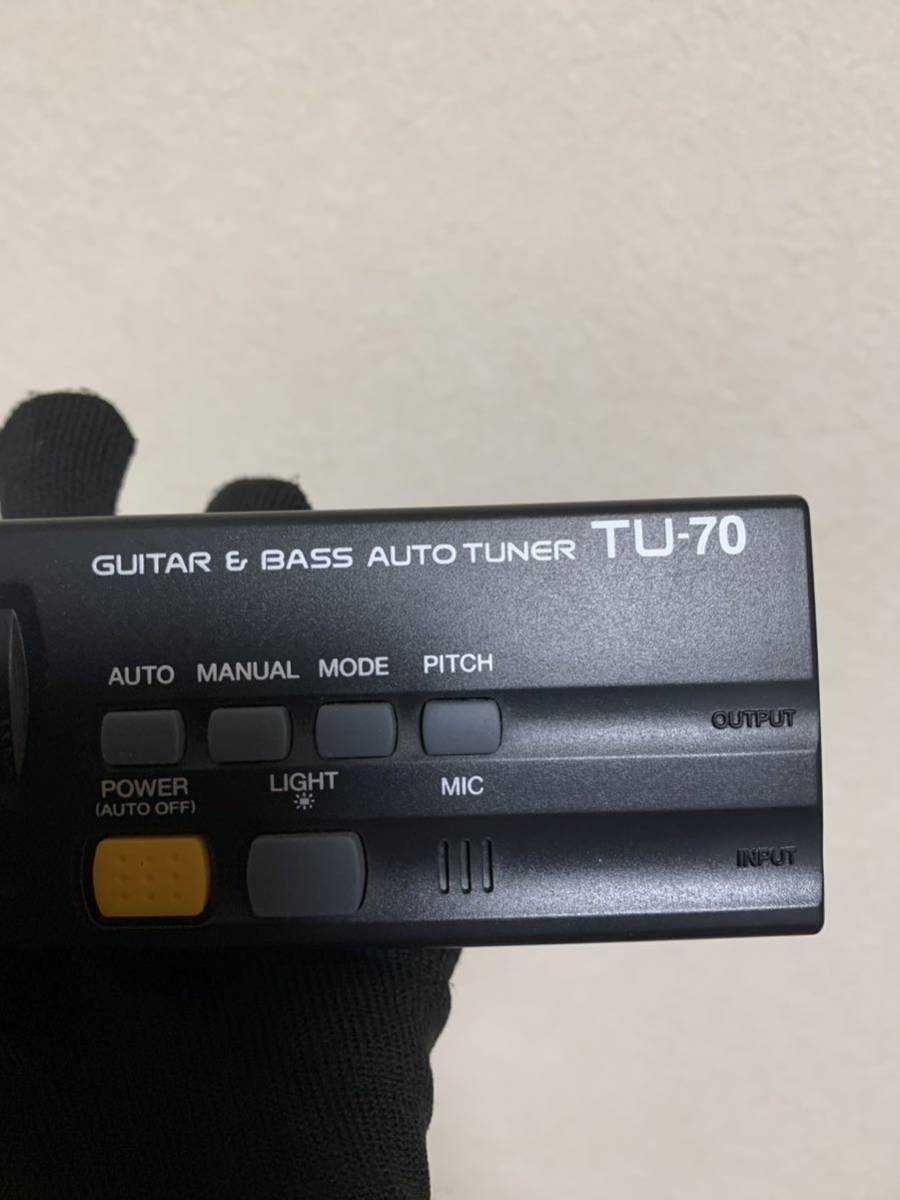 GUITAR & BASS AUTO TUNER TU-70
AUTO MANUAL MODE PITCH
OUTPUT
POWER LIGHT MIC
(AUTO OFF)
INPUT